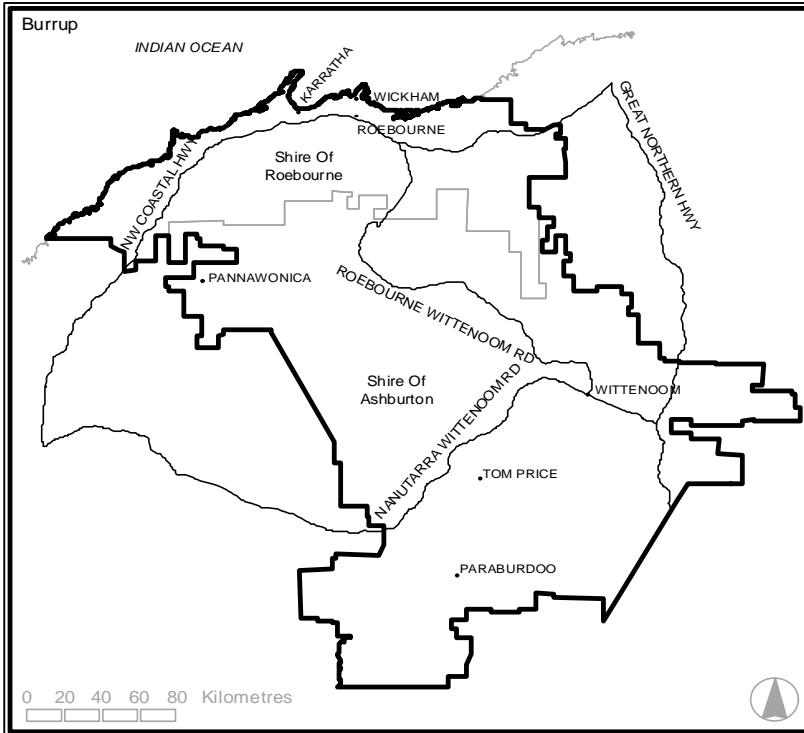 Burrup
INDIAN OCEAN
KARRATHA
WICKHAM
ROEBOURNE
GREAT NORTHERN HWY
Shire Of
Roebourne
NW COASTAL HWY
PANNAWONICA
ROEBOURNE WITTENOOM RD
Shire Of
Ashburton
WITTENOOM
NANUTARRA WITTENOOM RD
TOM PRICE
PARABURDOO
0 20 40 60 80 Kilometres